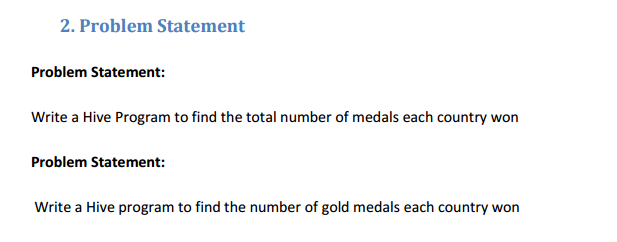 2. Problem Statement
Problem Statement:
Write a Hive Program to find the total number of medals each country won
Problem Statement:
Write a Hive program to find the number of gold medals each country won